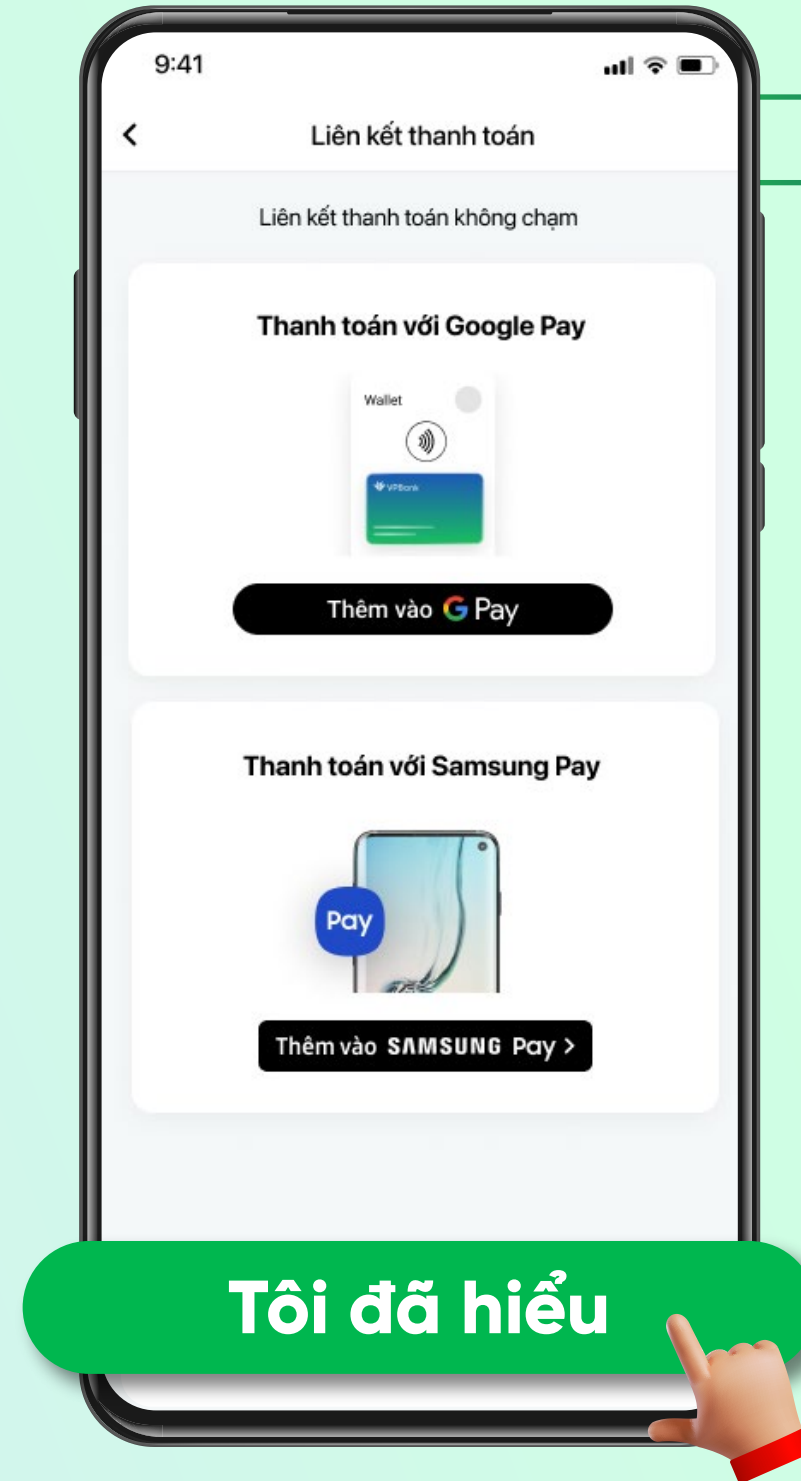 9:41
Liên kết thanh toán
Liên kết thanh toán không chạm
Thanh toán với Google Pay
Wallet
VPBank
Thêm vào G Pay
Thanh toán với Samsung Pay
Pay
Thêm vào SAMSUNG Pay >
Tôi đã hiểu